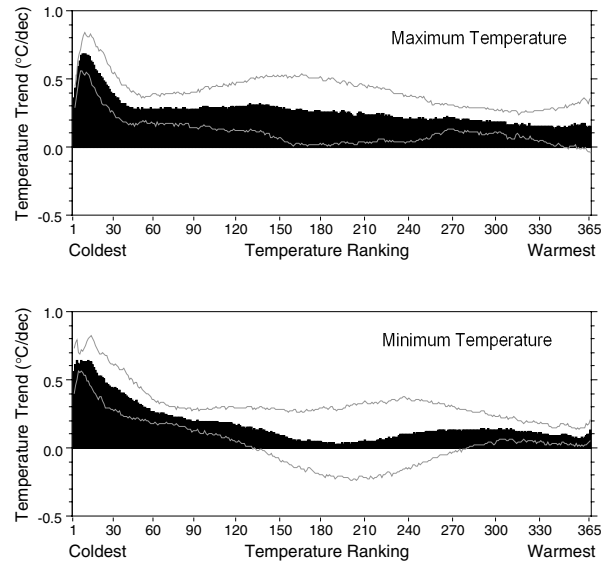 Temperature Trend (°C/dec)
1.0
0.5
0.0
-0.5
Maximum Temperature
1 30 60 90 120 150 180 210 240 270 300 330 365
Coldest Temperature Ranking Warmest
Temperature Trend (°C/dec)
1.0
0.5
0.0
-0.5
Minimum Temperature
1 30 60 90 120 150 180 210 240 270 300 330 365
Coldest Temperature Ranking Warmest